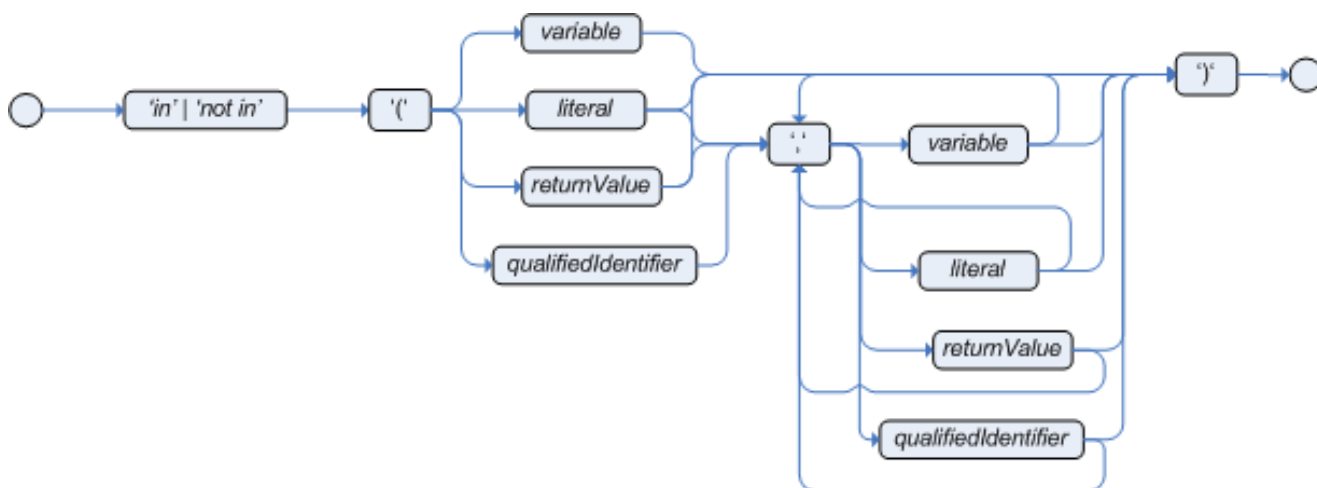 variable
‘in’ | ‘not in’
'('
literal
returnValue
qualifiedIdentifier
‘,‘
variable
literal
returnValue
qualifiedIdentifier
‘)‘